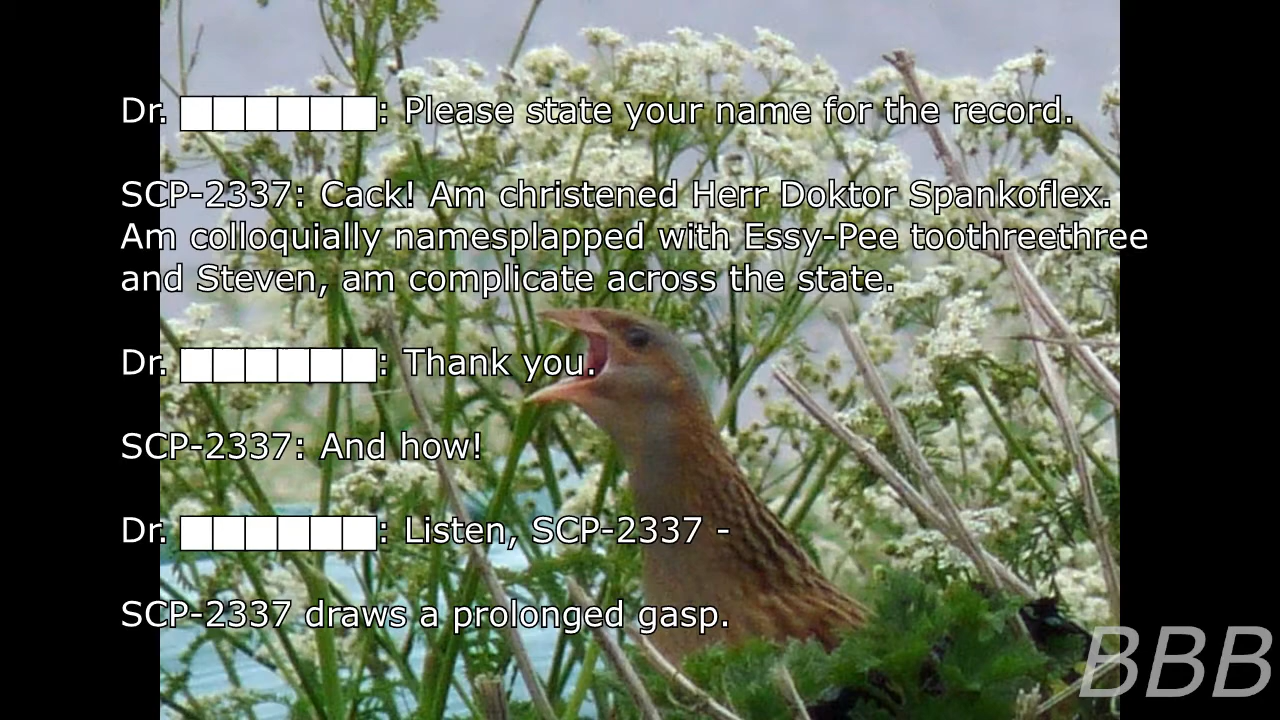 Dr. ██████: Please state your name for the record.
SCP-2337: Cack! Am christened Herr Doktor Spankoflex.
Am colloquially namesplapped with Essy-Pee toothreethree
and Steven, am complicate across the state.
Dr. ██████: Thank you.
SCP-2337: And how!
Dr. ██████: Listen, SCP-2337 -
SCP-2337 draws a prolonged gasp.
BBB